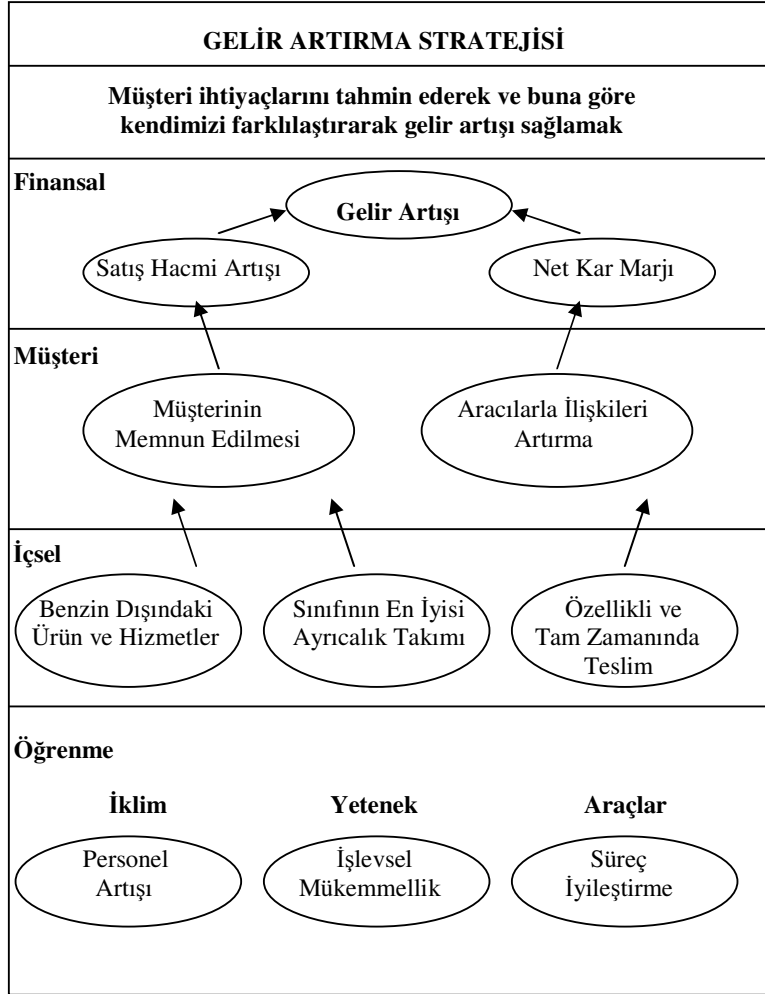 GELİR ARTIRMA STRATEJİSİ
Müşteri ihtiyaçlarını tahmin ederek ve buna göre
kendimizi farklılaştırarak gelir artışı sağlamak
Finansal
Gelir Artışı
Satış Hacmi Artışı
Net Kar Marjı
Müşteri
Müşterinin
Memnun Edilmesi
Aracılarla İlişkileri
Artırma
İçsel
Benzin Dışındaki
Ürün ve Hizmetler
Sınıfının En İyisi
Ayrıcalık Takımı
Özellikli ve
Tam Zamanında
Teslim
Öğrenme
İklim
Yetenek
Araçlar
Personel
Artışı
İşlevsel
Mükemmellik
Süreç
İyileştirme